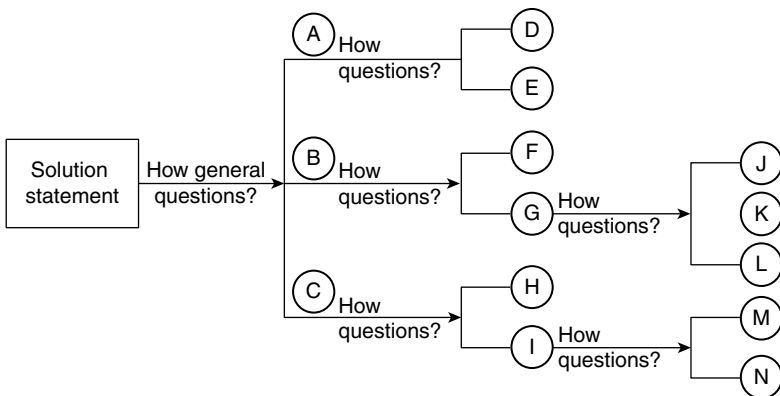 Solution
statement
How general
questions?
A
How
questions?
D
E
B
How
questions?
F
G
How
questions?
J
K
L
C
How
questions?
H
I
How
questions?
M
N